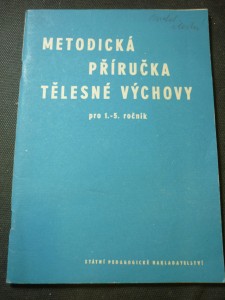 METODICKÁ
PŘÍRUČKA
TĚLESNÉ VÝCHOVY
pro 1.-5. ročník
STÁTNÍ PEDAGOGICKÉ NAKLADATELSTVÍ